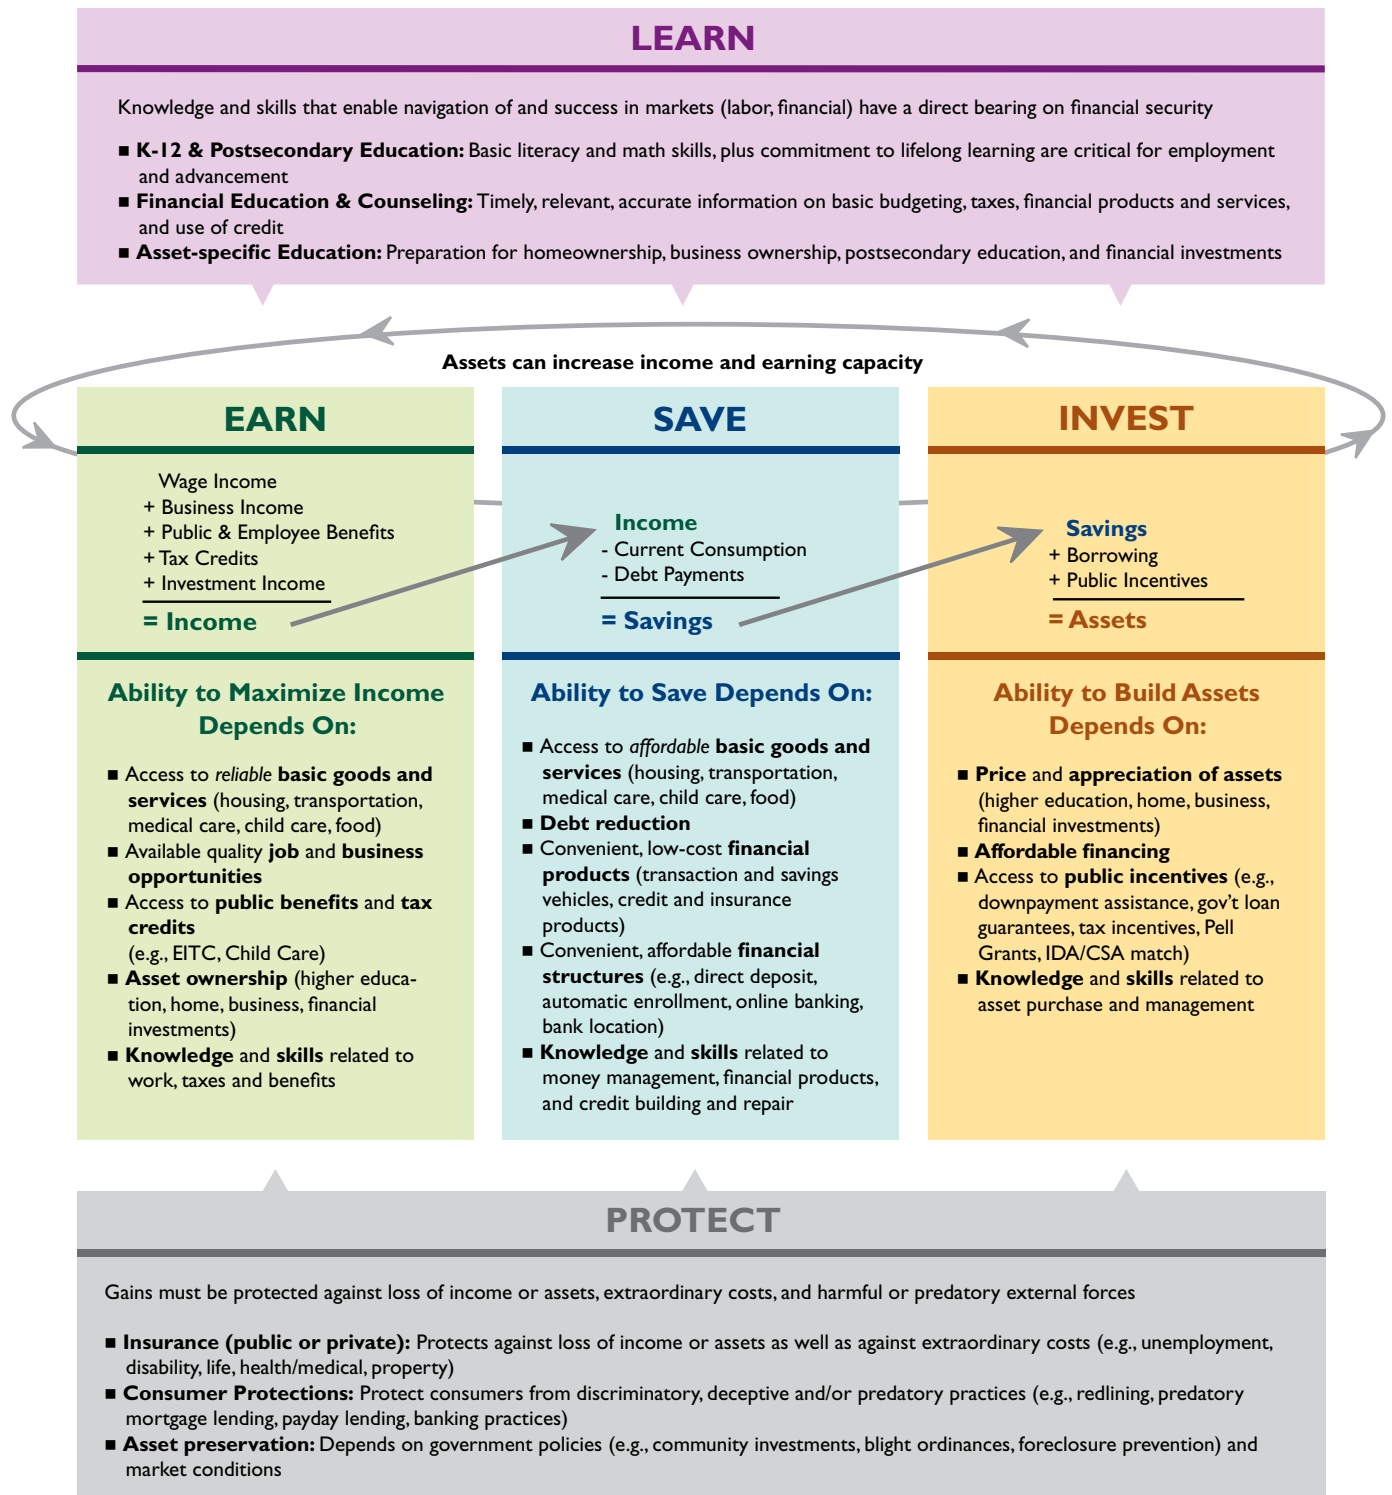 LEARN
Knowledge and skills that enable navigation of and success in markets (labor, financial) have a direct bearing on financial security
■ K-12 & Postsecondary Education: Basic literacy and math skills, plus commitment to lifelong learning are critical for employment
and advancement
■ Financial Education & Counseling: Timely, relevant, accurate information on basic budgeting, taxes, financial products and services,
and use of credit
■ Asset-specific Education: Preparation for homeownership, business ownership, postsecondary education, and financial investments
Assets can increase income and earning capacity
EARN
Wage Income
+ Business Income
+ Public & Employee Benefits
+ Tax Credits
+ Investment Income
= Income
Ability to Maximize Income
Depends On:
■ Access to reliable basic goods and
services (housing, transportation,
medical care, child care, food)
■ Available quality job and business
opportunities
■ Access to public benefits and tax
credits
(e.g., EITC, Child Care)
■ Asset ownership (higher educa-
tion, home, business, financial
investments)
■ Knowledge and skills related to
work, taxes and benefits
SAVE
Income
- Current Consumption
- Debt Payments
= Savings
Ability to Save Depends On:
■ Access to affordable basic goods and
services (housing, transportation,
medical care, child care, food)
■ Debt reduction
■ Convenient, low-cost financial
products (transaction and savings
vehicles, credit and insurance
products)
■ Convenient, affordable financial
structures (e.g., direct deposit,
automatic enrollment, online banking,
bank location)
■ Knowledge and skills related to
money management, financial products,
and credit building and repair
INVEST
Savings
+ Borrowing
+ Public Incentives
= Assets
Ability to Build Assets
Depends On:
■ Price and appreciation of assets
(higher education, home, business,
financial investments)
■ Affordable financing
■ Access to public incentives (e.g.,
downpayment assistance, gov't loan
guarantees, tax incentives, Pell
Grants, IDA/CSA match)
■ Knowledge and skills related to
asset purchase and management
PROTECT
Gains must be protected against loss of income or assets, extraordinary costs, and harmful or predatory external forces
■ Insurance (public or private): Protects against loss of income or assets as well as against extraordinary costs (e.g., unemployment,
disability, life, health/medical, property)
■ Consumer Protections: Protect consumers from discriminatory, deceptive and/or predatory practices (e.g., redlining, predatory
mortgage lending, payday lending, banking practices)
■ Asset preservation: Depends on government policies (e.g., community investments, blight ordinances, foreclosure prevention) and
market conditions